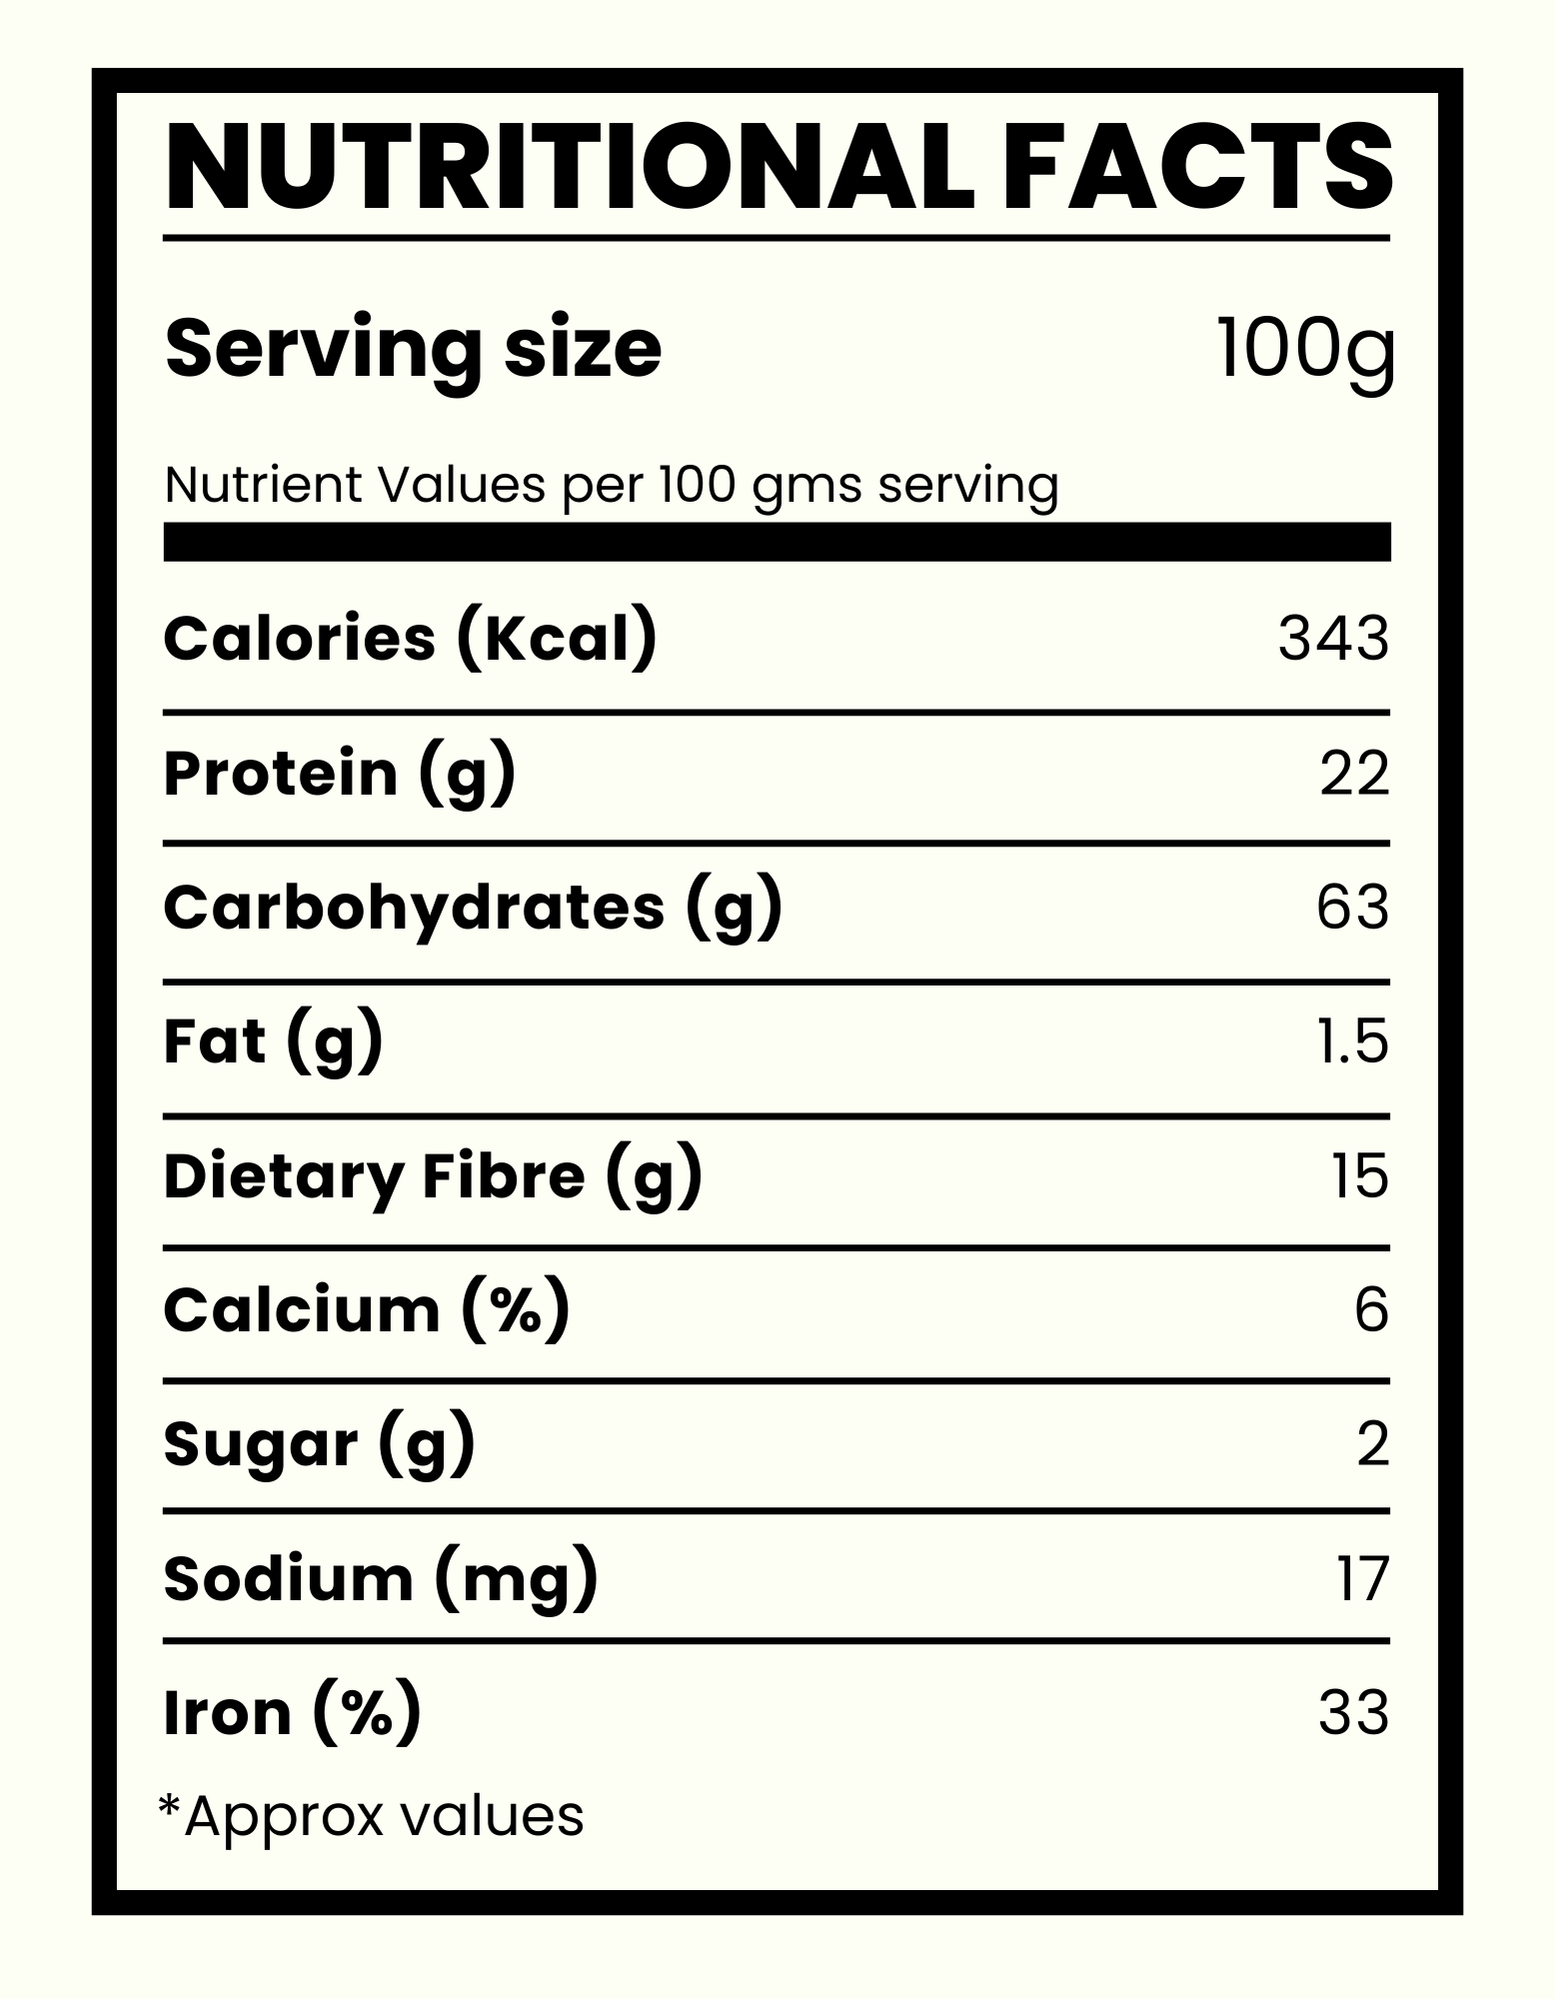 NUTRITIONAL FACTS
Serving size 100g
Nutrient Values per 100 gms serving
Calories (Kcal) 343
Protein (g) 22
Carbohydrates (g) 63
Fat (g) 1.5
Dietary Fibre (g) 15
Calcium (%) 6
Sugar (g) 2
Sodium (mg) 17
Iron (%) 33
*Approx values